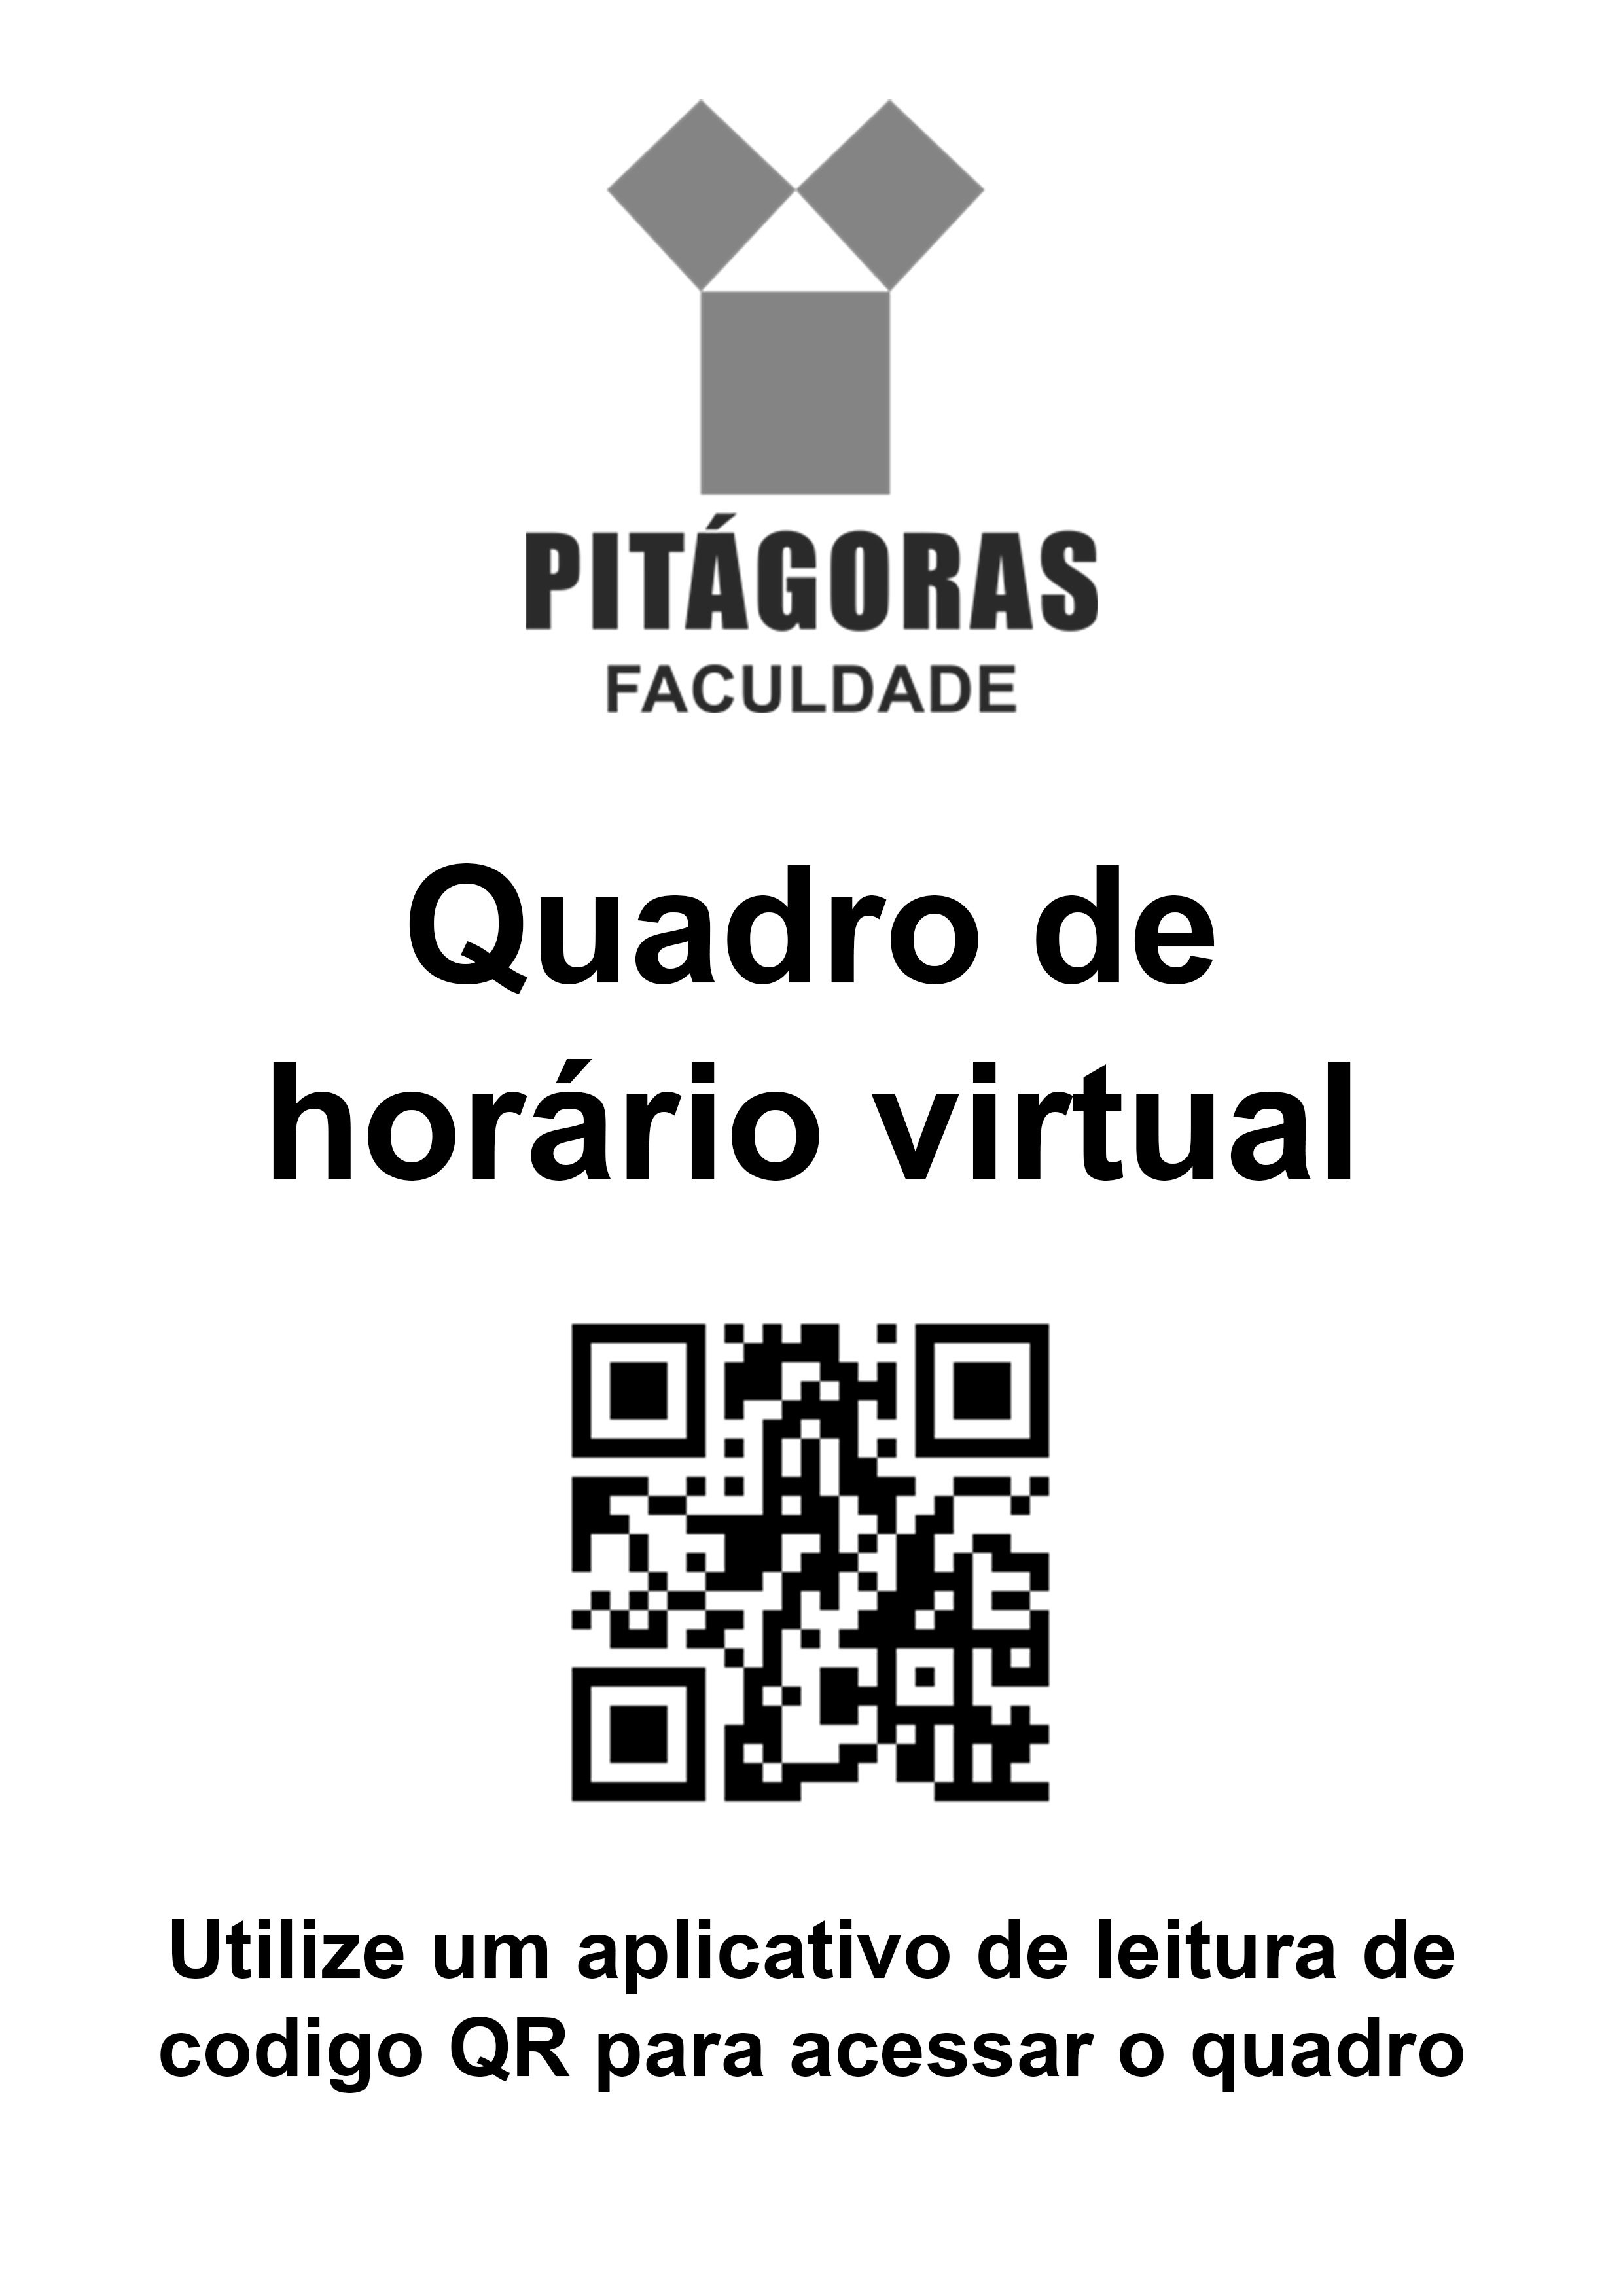 PITÁGORAS
FACULDADE
Quadro de
horário virtual
Utilize um aplicativo de leitura de
codigo QR para acessar o quadro